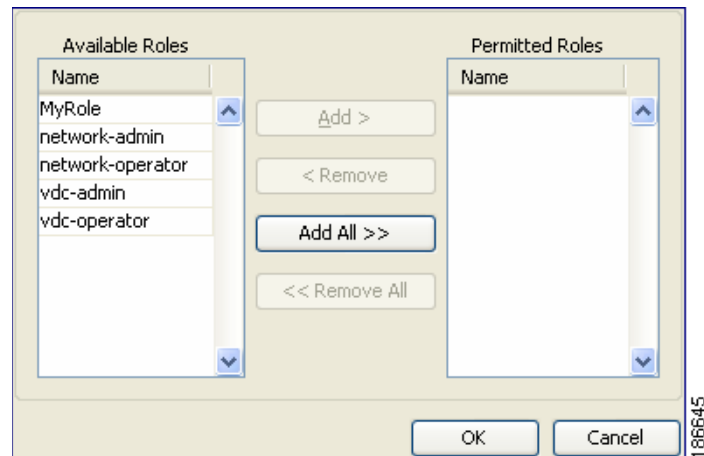 Available Roles
Permitted Roles
Name
Name
MyRole
network-admin
network-operator
vdc-admin
vdc-operator
Add >
< Remove
Add All >>
<< Remove All
OK
Cancel
186645